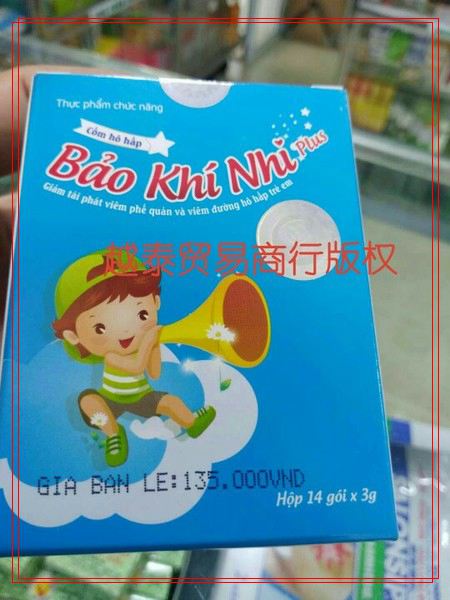 Thực phẩm chức năng
Cốm hô hấp
Bảo Khí Nhi Plus
Giảm tái phát viêm phế quản và viêm đường hô hấp trẻ em
越泰贸易商行版权
GIA BAN LE:135.000VND
Hộp 14 gói x 3g